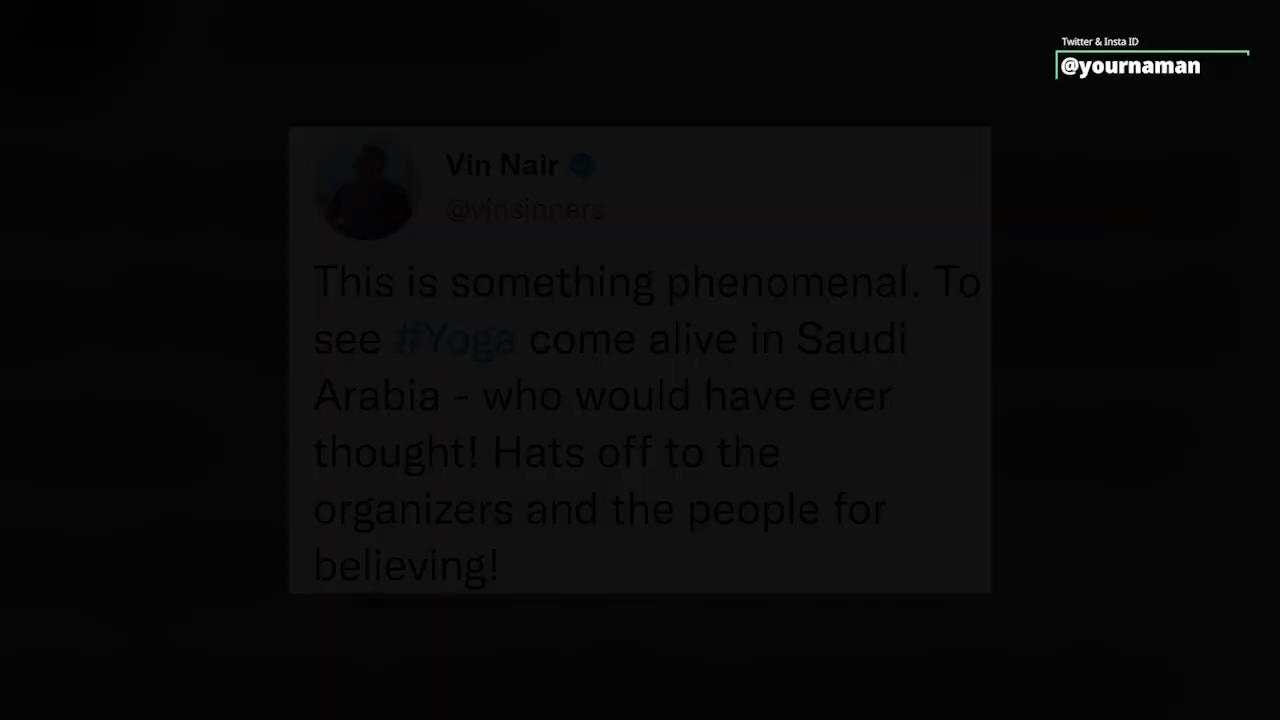 Twitter & Insta ID
@yournaman
Vin Nair
@vinsinners
This is something phenomenal. To
see #Yoga come alive in Saudi
Arabia - who would have ever
thought! Hats off to the
organizers and the people for
believing!